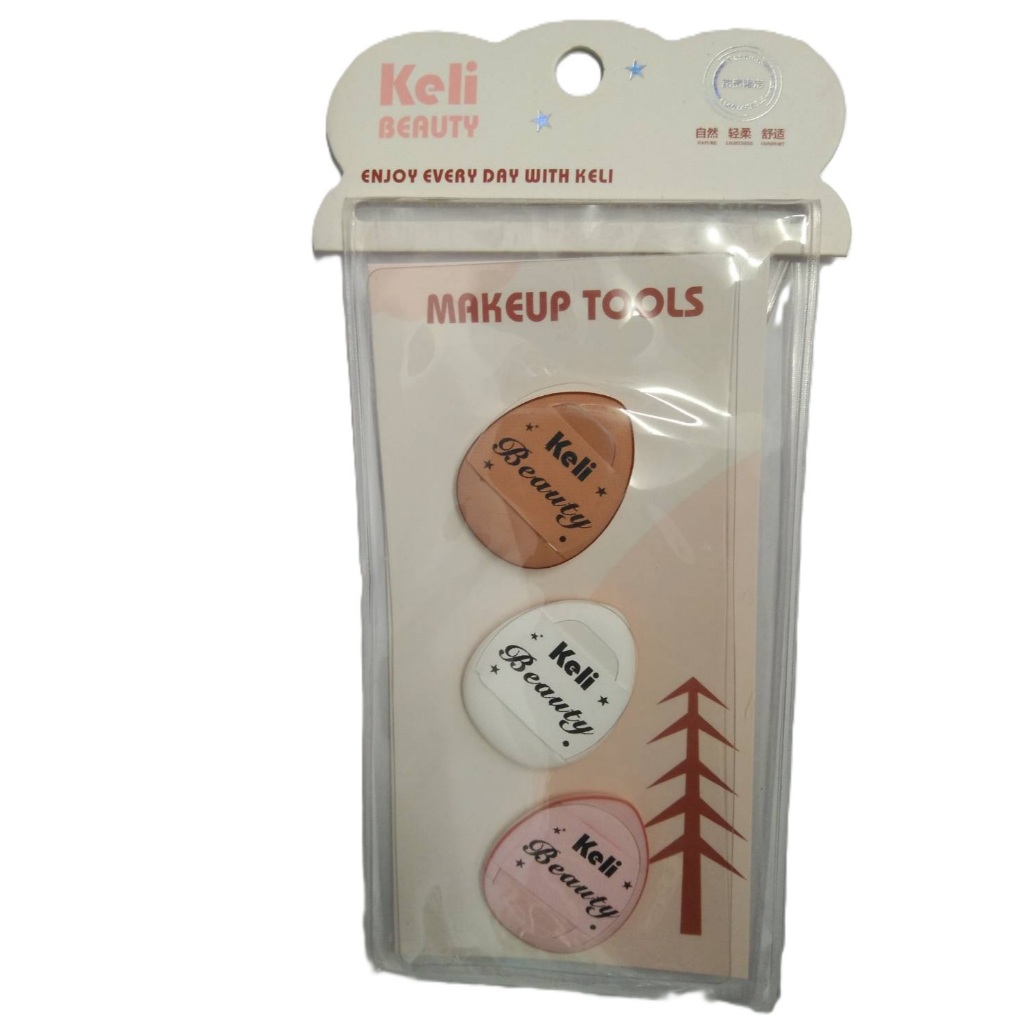 Keli
BEAUTY
自然 轻柔 舒适
ENJOY EVERY DAY WITH KELI
MAKEUP TOOLS
Keli
Beauty
Keli
Beauty
Keli
Beauty